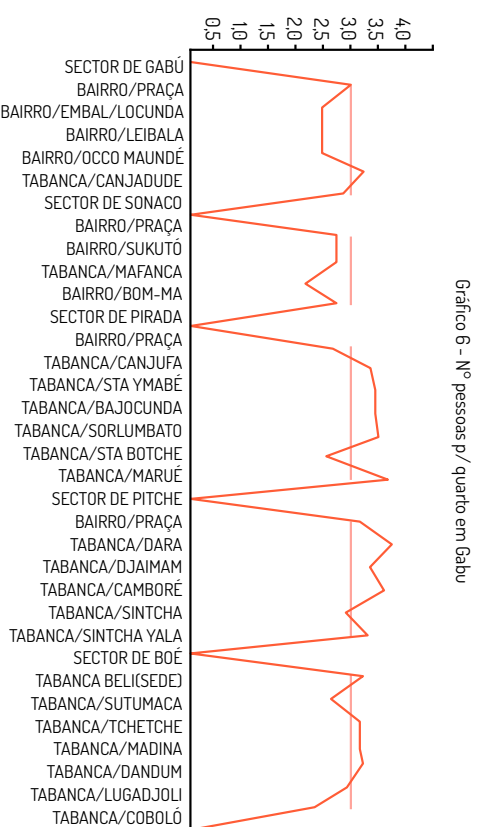 Gráfico 6 - Nº pessoas p/ quarto em Gabu
0,5
1,0
1,5
2,0
2,5
3,0
3,5
4,0
SECTOR DE GABÚ
BAIRRO/PRAÇA
BAIRRO/EMBAL/LOCUNDA
BAIRRO/LEIBALA
BAIRRO/OCCO MAUNDÉ
TABANCA/CANJADUDE
SECTOR DE SONACO
BAIRRO/PRAÇA
BAIRRO/SUKUTÓ
TABANCA/MAFANCA
BAIRRO/BOM-MA
SECTOR DE PIRADA
BAIRRO/PRAÇA
TABANCA/CANJUFA
TABANCA/STA YMABÉ
TABANCA/BAJOCUNDA
TABANCA/SORLUMBATO
TABANCA/STA BOTCHE
TABANCA/MARUÉ
SECTOR DE PITCHE
BAIRRO/PRAÇA
TABANCA/DARA
TABANCA/DJAIMAM
TABANCA/CAMBORÉ
TABANCA/SINTCHA
TABANCA/SINTCHA YALA
SECTOR DE BOÉ
TABANCA BELI(SEDE)
TABANCA/SUTUMACA
TABANCA/TCHETCHE
TABANCA/MADINA
TABANCA/DANDUM
TABANCA/LUGADJOLI
TABANCA/COBOLÓ